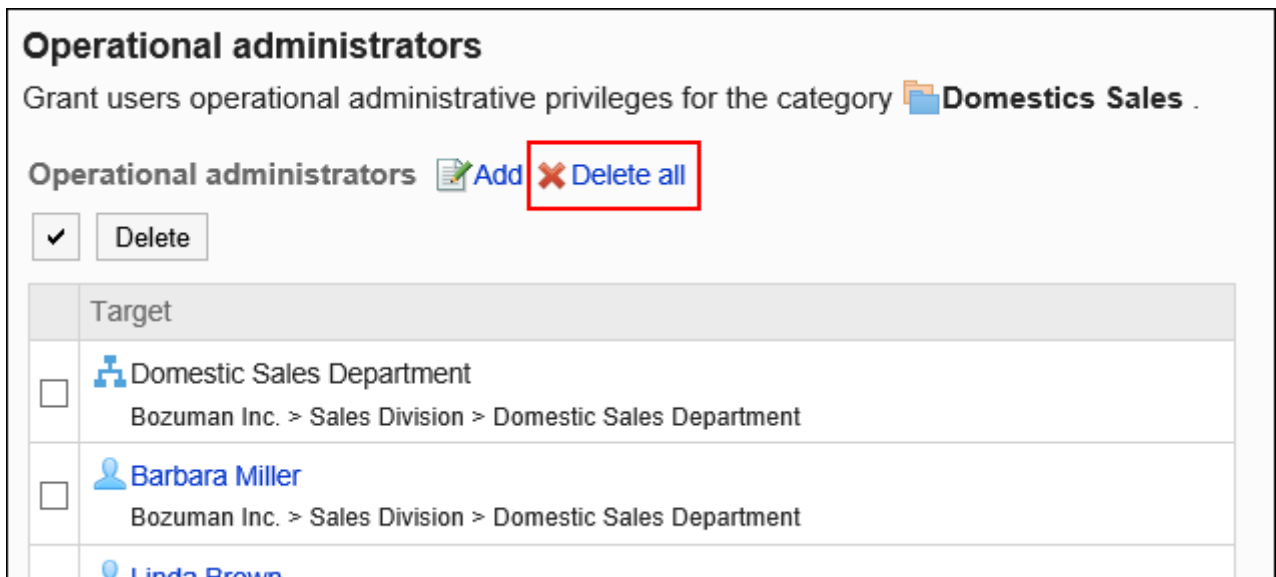 Operational administrators
Grant users operational administrative privileges for the category Domestics Sales .
Operational administrators Add Delete all
Delete
Target
Domestic Sales Department
Bozuman Inc. > Sales Division > Domestic Sales Department
Barbara Miller
Bozuman Inc. > Sales Division > Domestic Sales Department
Linda Brown